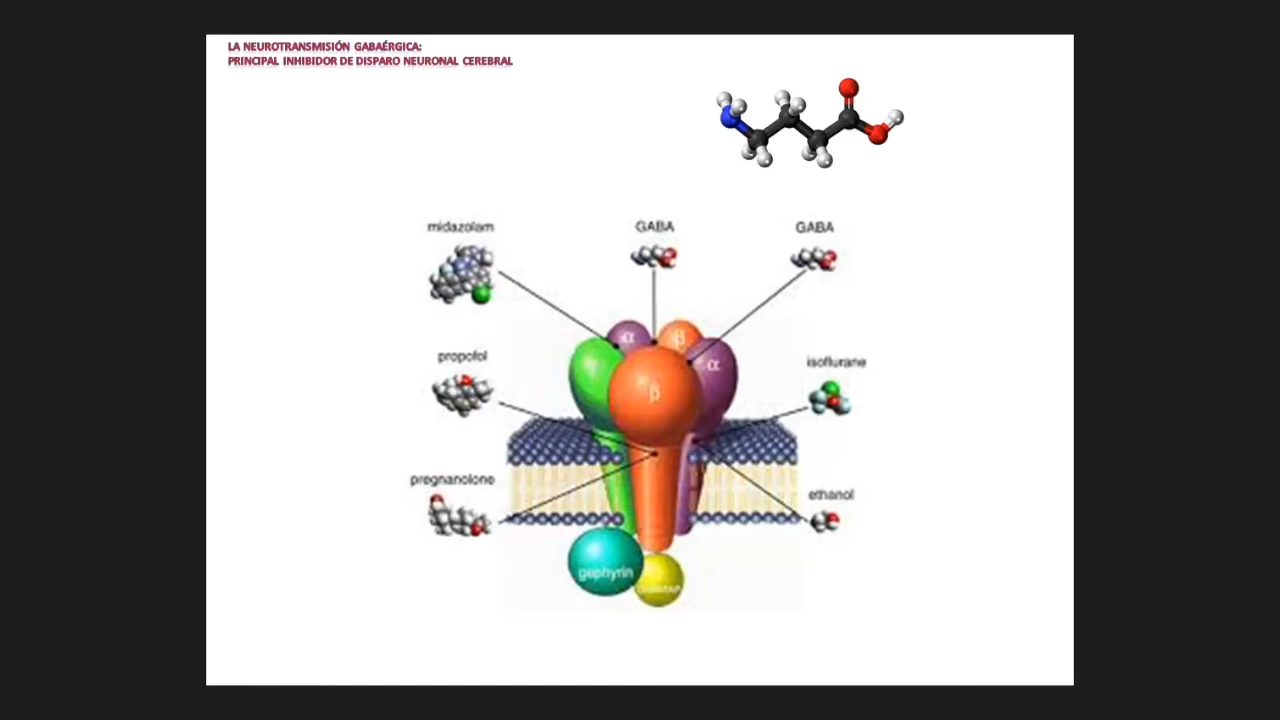 LA NEUROTRANSMISIÓN GABAÉRGICA:
PRINCIPAL INHIBIDOR DE DISPARO NEURONAL CEREBRAL
midazolam
GABA
GABA
α
β
propofol
α
isoflurane
β
pregnanolone
ethanol
gephyrin